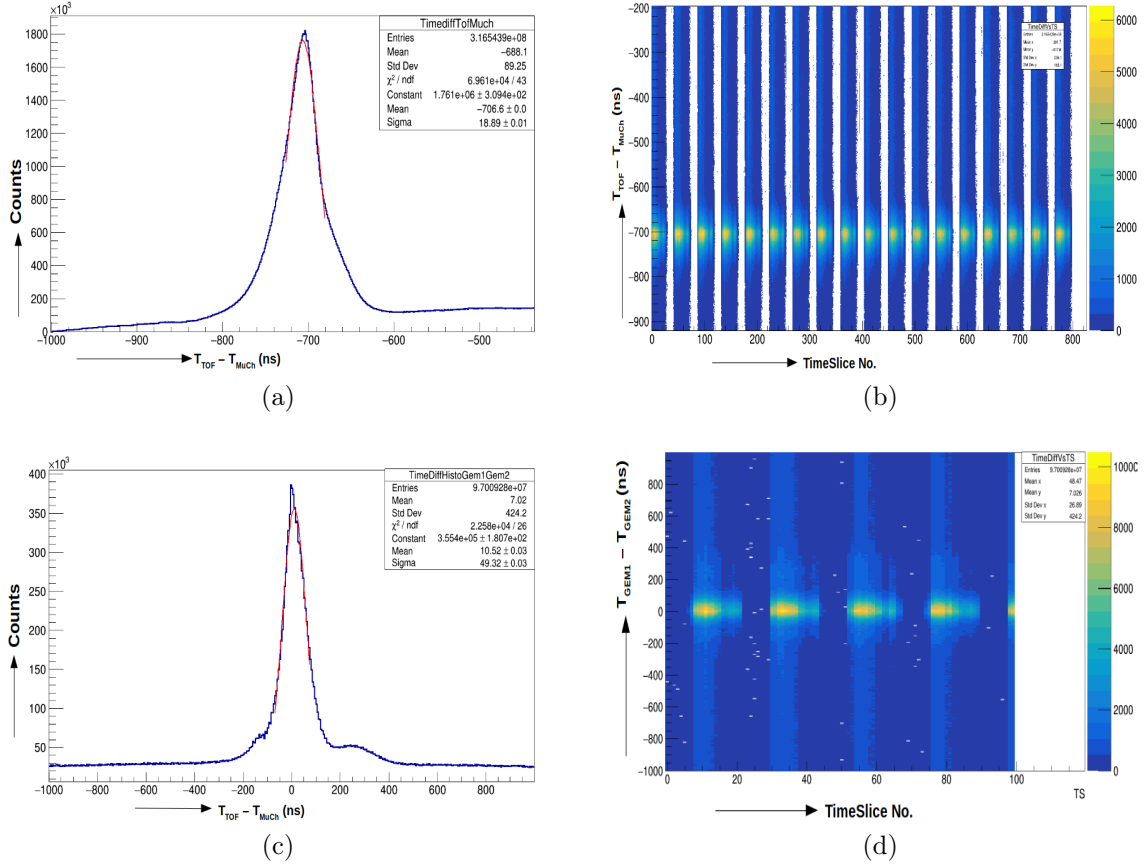 ×10³
TimediffTofMuch
Entries 3.165439e+08
Mean −688.1
Std Dev 89.25
χ² / ndf 6.961e+04 / 43
Constant 1.761e+06 ± 3.094e+02
Mean −706.6 ± 0.0
Sigma 18.89 ± 0.01
1800
1600
1400
1200
1000
800
600
400
200
0
Counts
−1000 −900 −800 −700 −600 −500
T_TOF − T_MuCh (ns)
(a)
TimeDiffVsTS
Entries
Mean x
Mean y
Std Dev x
Std Dev y
−200
−300
−400
−500
−600
−700
−800
−900
T_TOF − T_MuCh (ns)
0 100 200 300 400 500 600 700 800
6000
5000
4000
3000
2000
1000
0
TimeSlice No.
(b)
×10³
TimeDiffHistoGem1Gem2
Entries 9.700928e+07
Mean 7.02
Std Dev 424.2
χ² / ndf 2.258e+04 / 26
Constant 3.554e+05 ± 1.807e+02
Mean 10.52 ± 0.03
Sigma 49.32 ± 0.03
400
350
300
250
200
150
100
50
Counts
−1000 −800 −600 −400 −200 0 200 400 600 800
T_TOF − T_MuCh (ns)
(c)
TimeDiffVsTS
Entries 9.700928e+07
Mean x 48.47
Mean y 7.026
Std Dev x 26.89
Std Dev y 424.2
800
600
400
200
0
−200
−400
−600
−800
−1000
T_GEM1 − T_GEM2 (ns)
0 20 40 60 80 100
TS
10000
8000
6000
4000
2000
0
TimeSlice No.
(d)